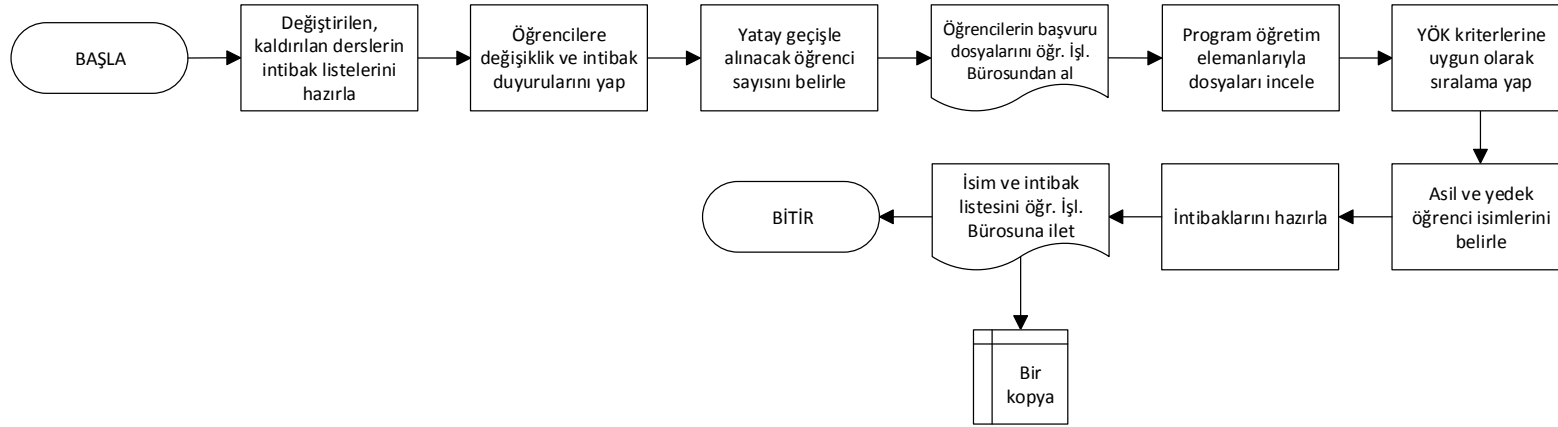 BAŞLA
Değiştirilen,
kaldırılan derslerin
intibak listelerini
hazırla
Öğrencilere
değişiklik ve intibak
duyurularını yap
Yatay geçişle
alınacak öğrenci
sayısını belirle
Öğrencilerin başvuru
dosyalarını öğr. İşl.
Bürosundan al
Program öğretim
elemanlarıyla
dosyaları incele
YÖK kriterlerine
uygun olarak
sıralama yap
Asil ve yedek
öğrenci isimlerini
belirle
İntibaklarını hazırla
İsim ve intibak
listesini öğr. İşl.
Bürosuna ilet
BİTİR
Bir
kopya